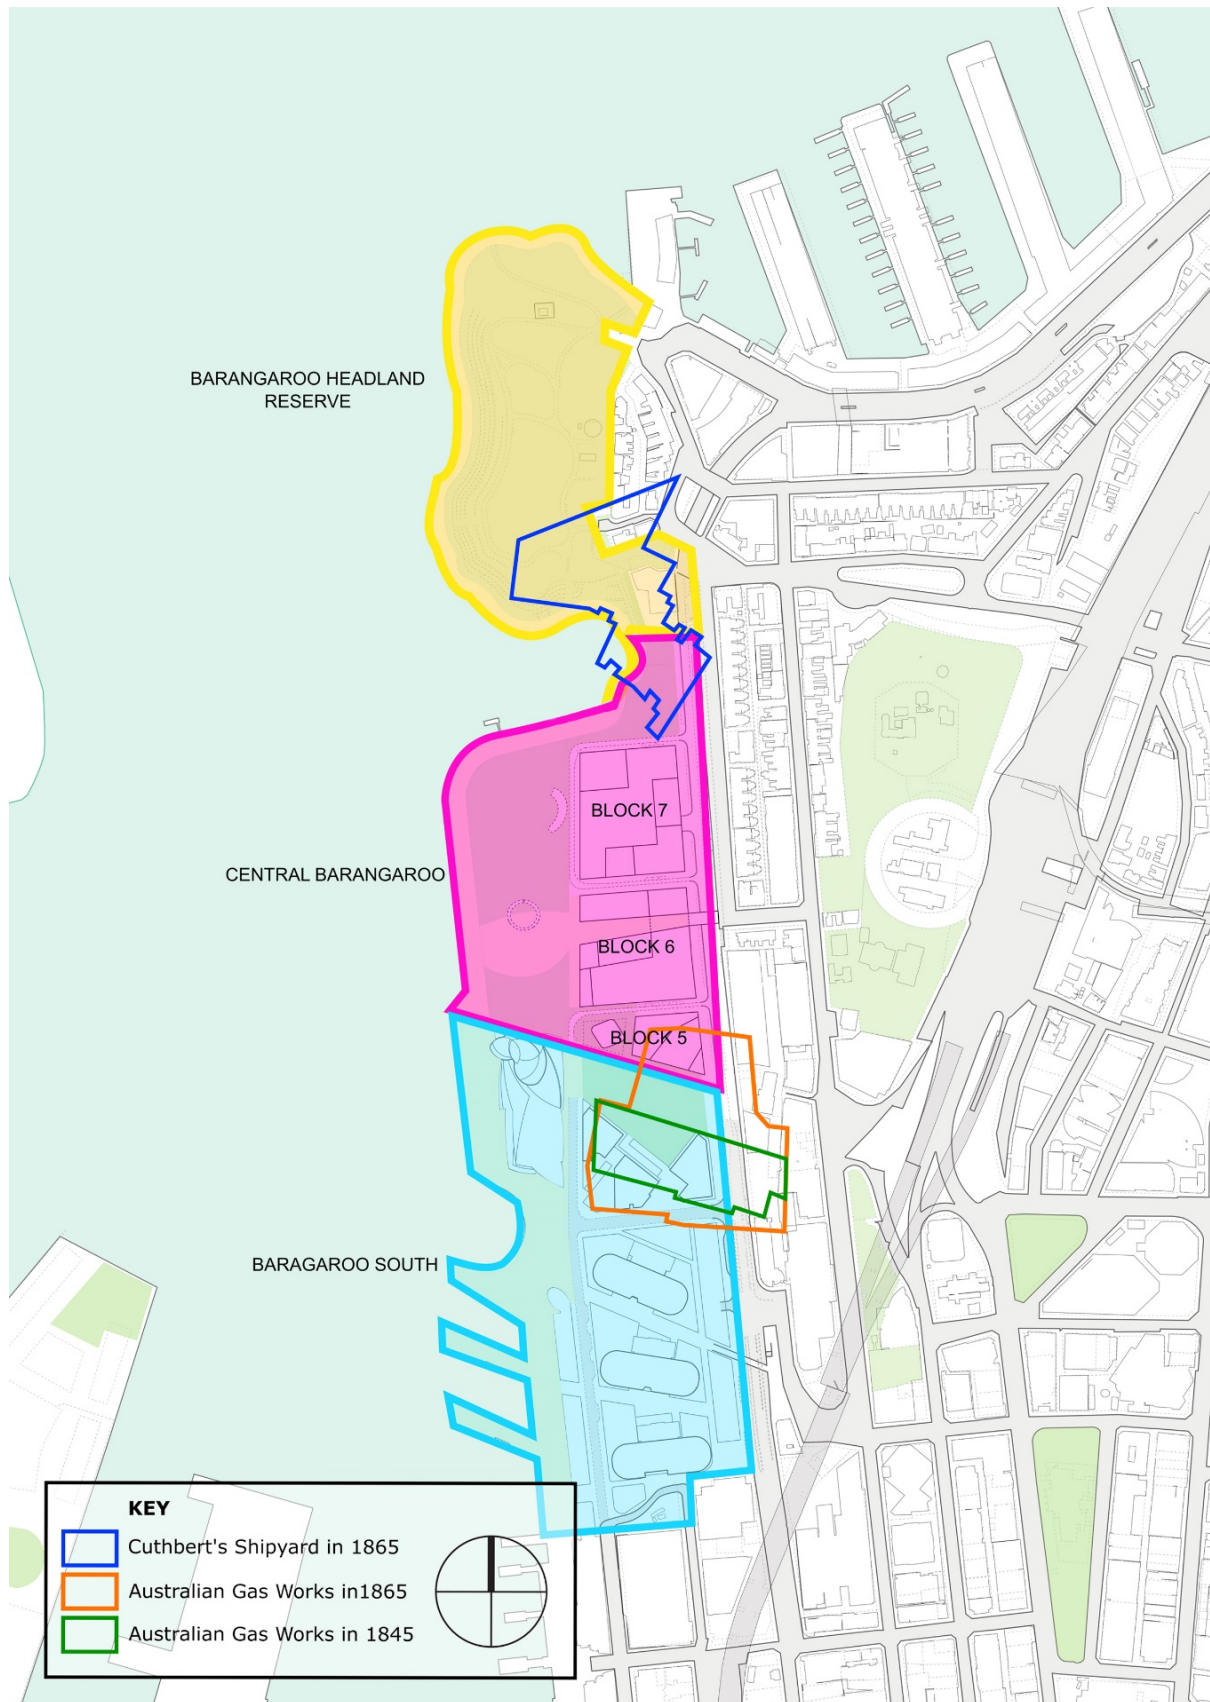 BARANGAROO HEADLAND
RESERVE
BLOCK 7
CENTRAL BARANGAROO
BLOCK 6
BLOCK 5
BARAGAROO SOUTH
KEY
Cuthbert's Shipyard in 1865
Australian Gas Works in1865
Australian Gas Works in 1845